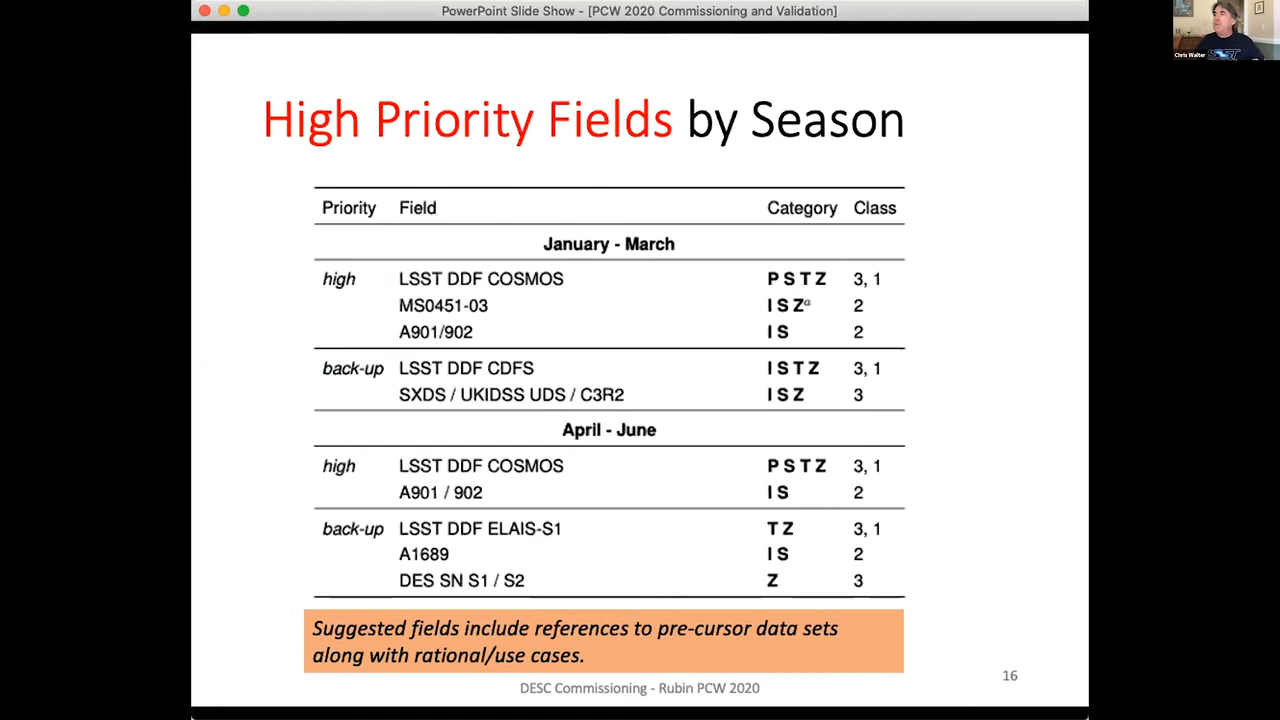 PowerPoint Slide Show - [PCW 2020 Commissioning and Validation]
Chris Walter
High Priority Fields by Season
Priority Field Category Class
January - March
high LSST DDF COSMOS P S T Z 3, 1
MS0451-03 I S Zᵃ 2
A901/902 I S 2
back-up LSST DDF CDFS I S T Z 3, 1
SXDS / UKIDSS UDS / C3R2 I S Z 3
April - June
high LSST DDF COSMOS P S T Z 3, 1
A901 / 902 I S 2
back-up LSST DDF ELAIS-S1 T Z 3, 1
A1689 I S 2
DES SN S1 / S2 Z 3
Suggested fields include references to pre-cursor data sets
along with rational/use cases.
DESC Commissioning - Rubin PCW 2020
16